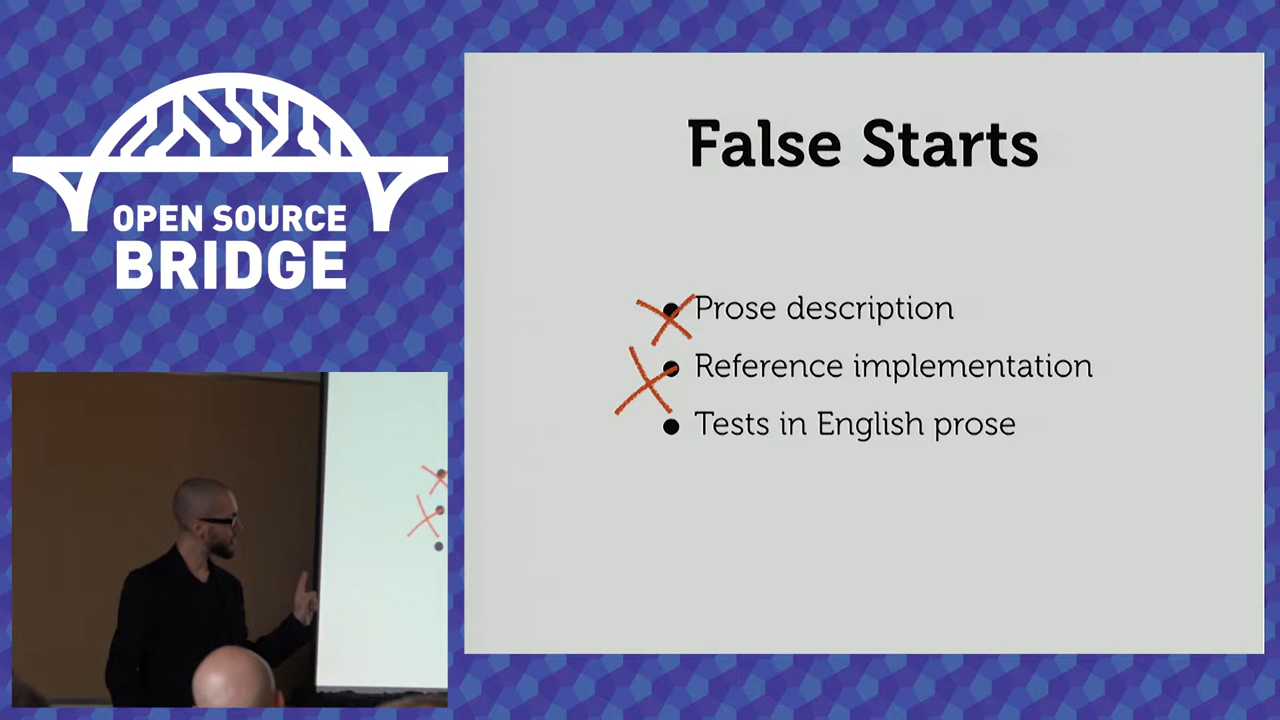 OPEN SOURCE
BRIDGE
False Starts
Prose description
Reference implementation
Tests in English prose